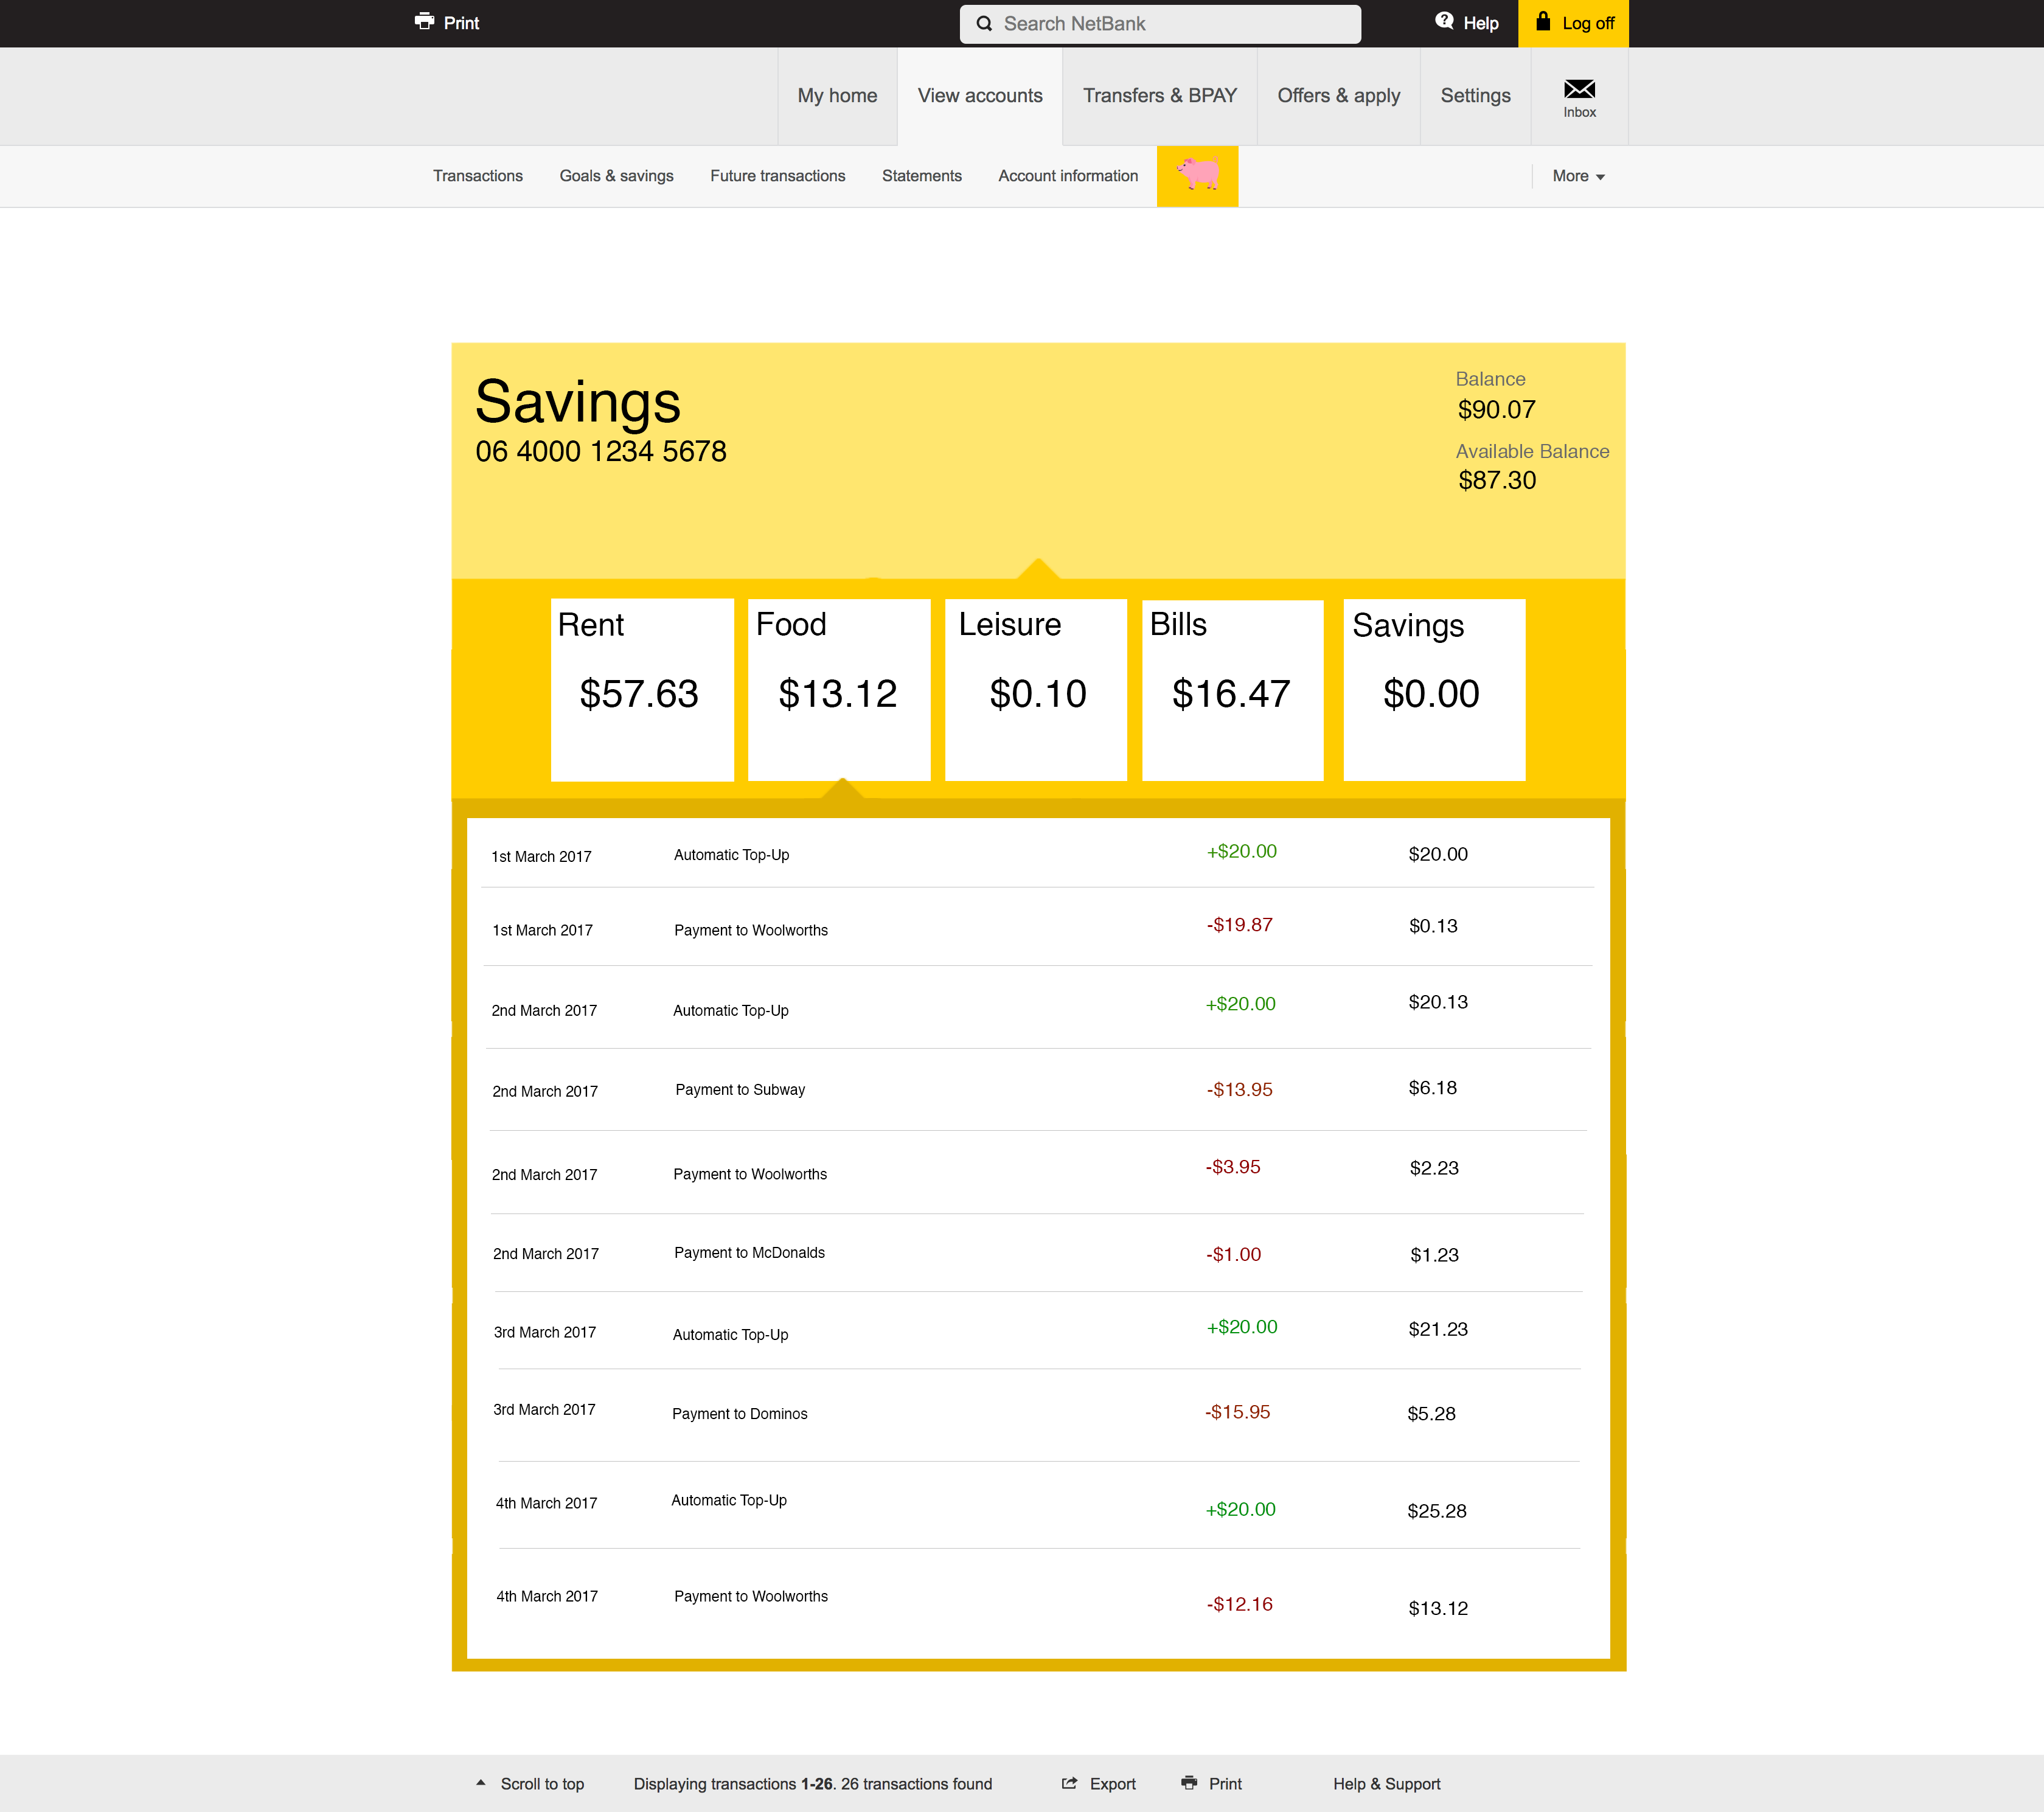 Print
Search NetBank
Help
Log off
My home
View accounts
Transfers & BPAY
Offers & apply
Settings
Inbox
Transactions
Goals & savings
Future transactions
Statements
Account information
More
Savings
06 4000 1234 5678
Balance
$90.07
Available Balance
$87.30
Rent
$57.63
Food
$13.12
Leisure
$0.10
Bills
$16.47
Savings
$0.00
1st March 2017 Automatic Top-Up +$20.00 $20.00
1st March 2017 Payment to Woolworths -$19.87 $0.13
2nd March 2017 Automatic Top-Up +$20.00 $20.13
2nd March 2017 Payment to Subway -$13.95 $6.18
2nd March 2017 Payment to Woolworths -$3.95 $2.23
2nd March 2017 Payment to McDonalds -$1.00 $1.23
3rd March 2017 Automatic Top-Up +$20.00 $21.23
3rd March 2017 Payment to Dominos -$15.95 $5.28
4th March 2017 Automatic Top-Up +$20.00 $25.28
4th March 2017 Payment to Woolworths -$12.16 $13.12
Scroll to top
Displaying transactions 1-26. 26 transactions found
Export
Print
Help & Support